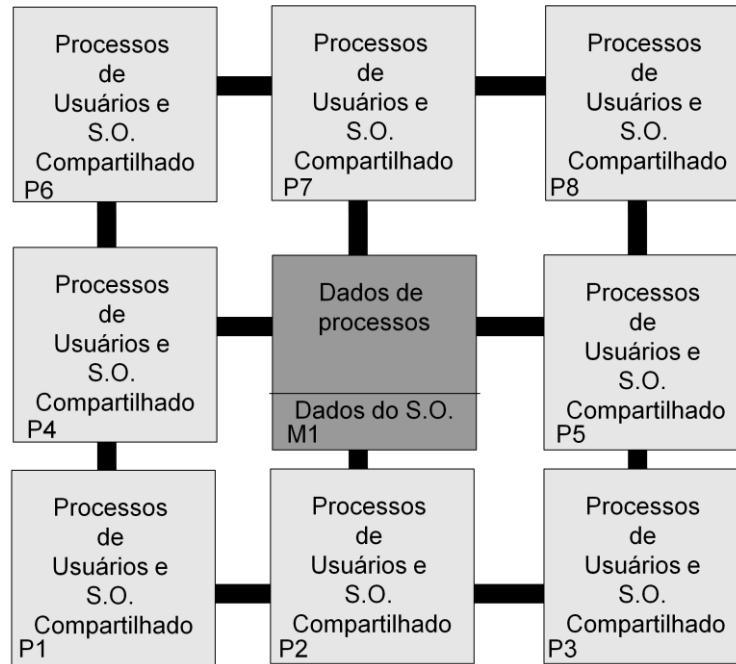 Processos
de
Usuários e
S.O.
Compartilhado
P6
Processos
de
Usuários e
S.O.
Compartilhado
P7
Processos
de
Usuários e
S.O.
Compartilhado
P8
Processos
de
Usuários e
S.O.
Compartilhado
P4
Dados de
processos
Dados do S.O.
M1
Processos
de
Usuários e
S.O.
Compartilhado
P5
Processos
de
Usuários e
S.O.
Compartilhado
P1
Processos
de
Usuários e
S.O.
Compartilhado
P2
Processos
de
Usuários e
S.O.
Compartilhado
P3